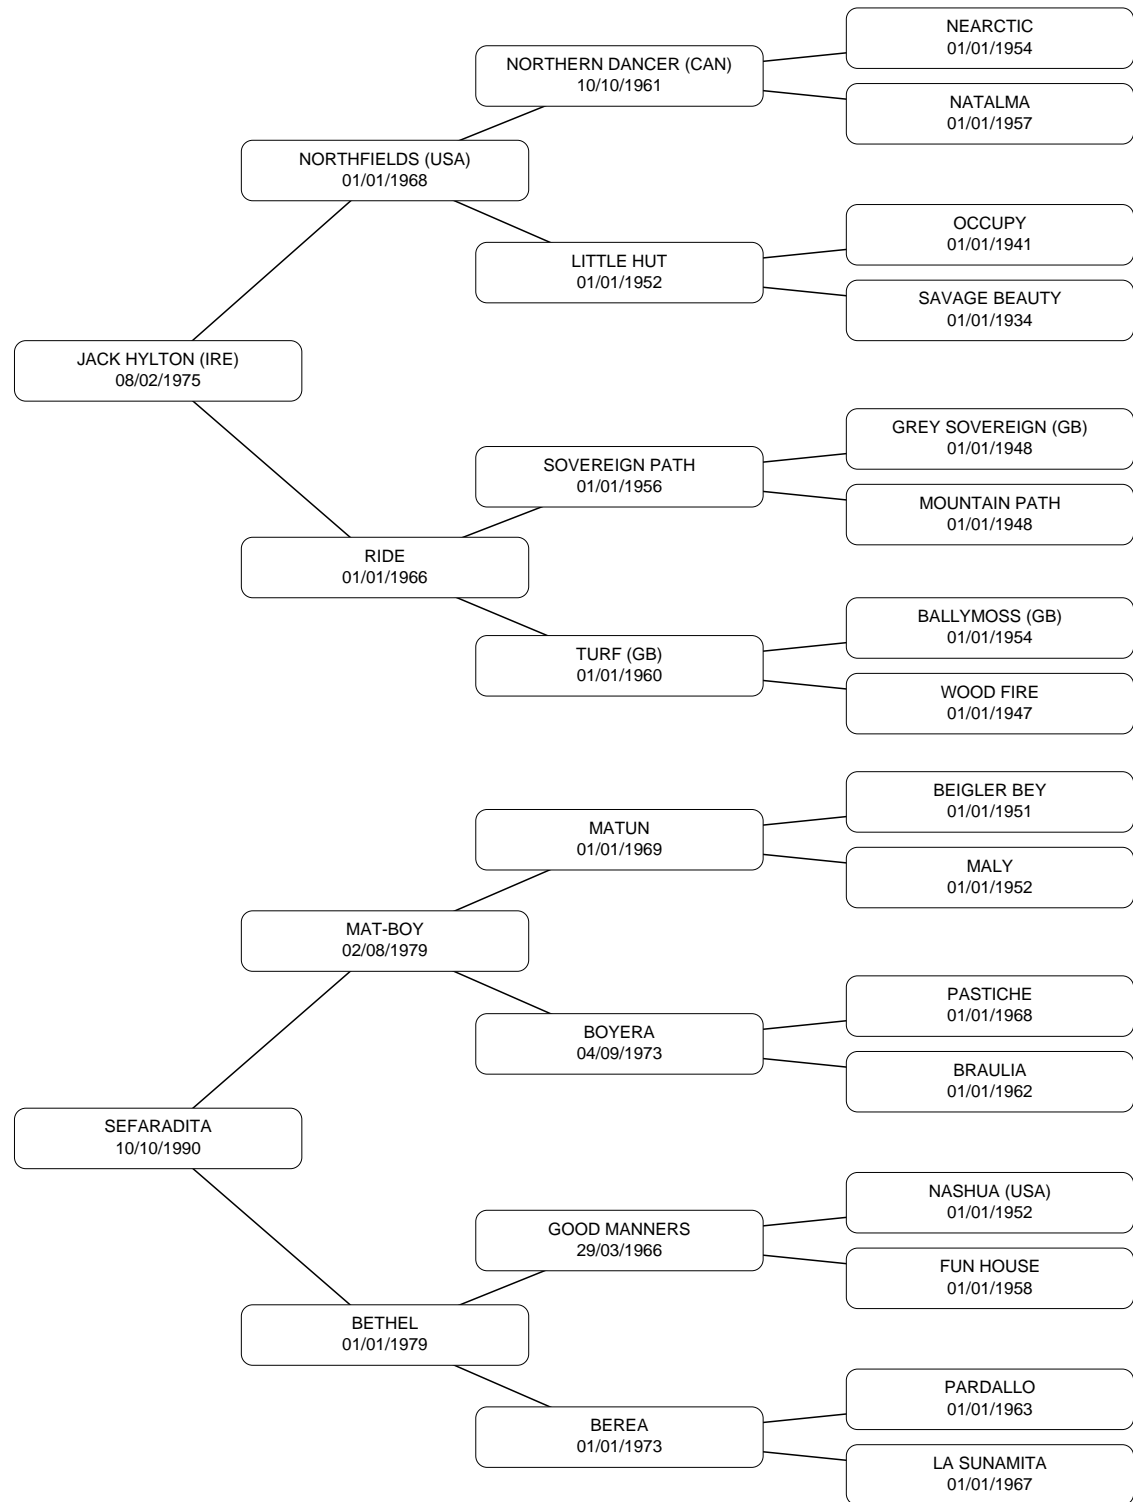 NEARCTIC
01/01/1954
NORTHERN DANCER (CAN)
10/10/1961
NATALMA
01/01/1957
NORTHFIELDS (USA)
01/01/1968
OCCUPY
01/01/1941
LITTLE HUT
01/01/1952
SAVAGE BEAUTY
01/01/1934
JACK HYLTON (IRE)
08/02/1975
GREY SOVEREIGN (GB)
01/01/1948
SOVEREIGN PATH
01/01/1956
MOUNTAIN PATH
01/01/1948
RIDE
01/01/1966
BALLYMOSS (GB)
01/01/1954
TURF (GB)
01/01/1960
WOOD FIRE
01/01/1947
BEIGLER BEY
01/01/1951
MATUN
01/01/1969
MALY
01/01/1952
MAT-BOY
02/08/1979
PASTICHE
01/01/1968
BOYERA
04/09/1973
BRAULIA
01/01/1962
SEFARADITA
10/10/1990
NASHUA (USA)
01/01/1952
GOOD MANNERS
29/03/1966
FUN HOUSE
01/01/1958
BETHEL
01/01/1979
PARDALLO
01/01/1963
BEREA
01/01/1973
LA SUNAMITA
01/01/1967